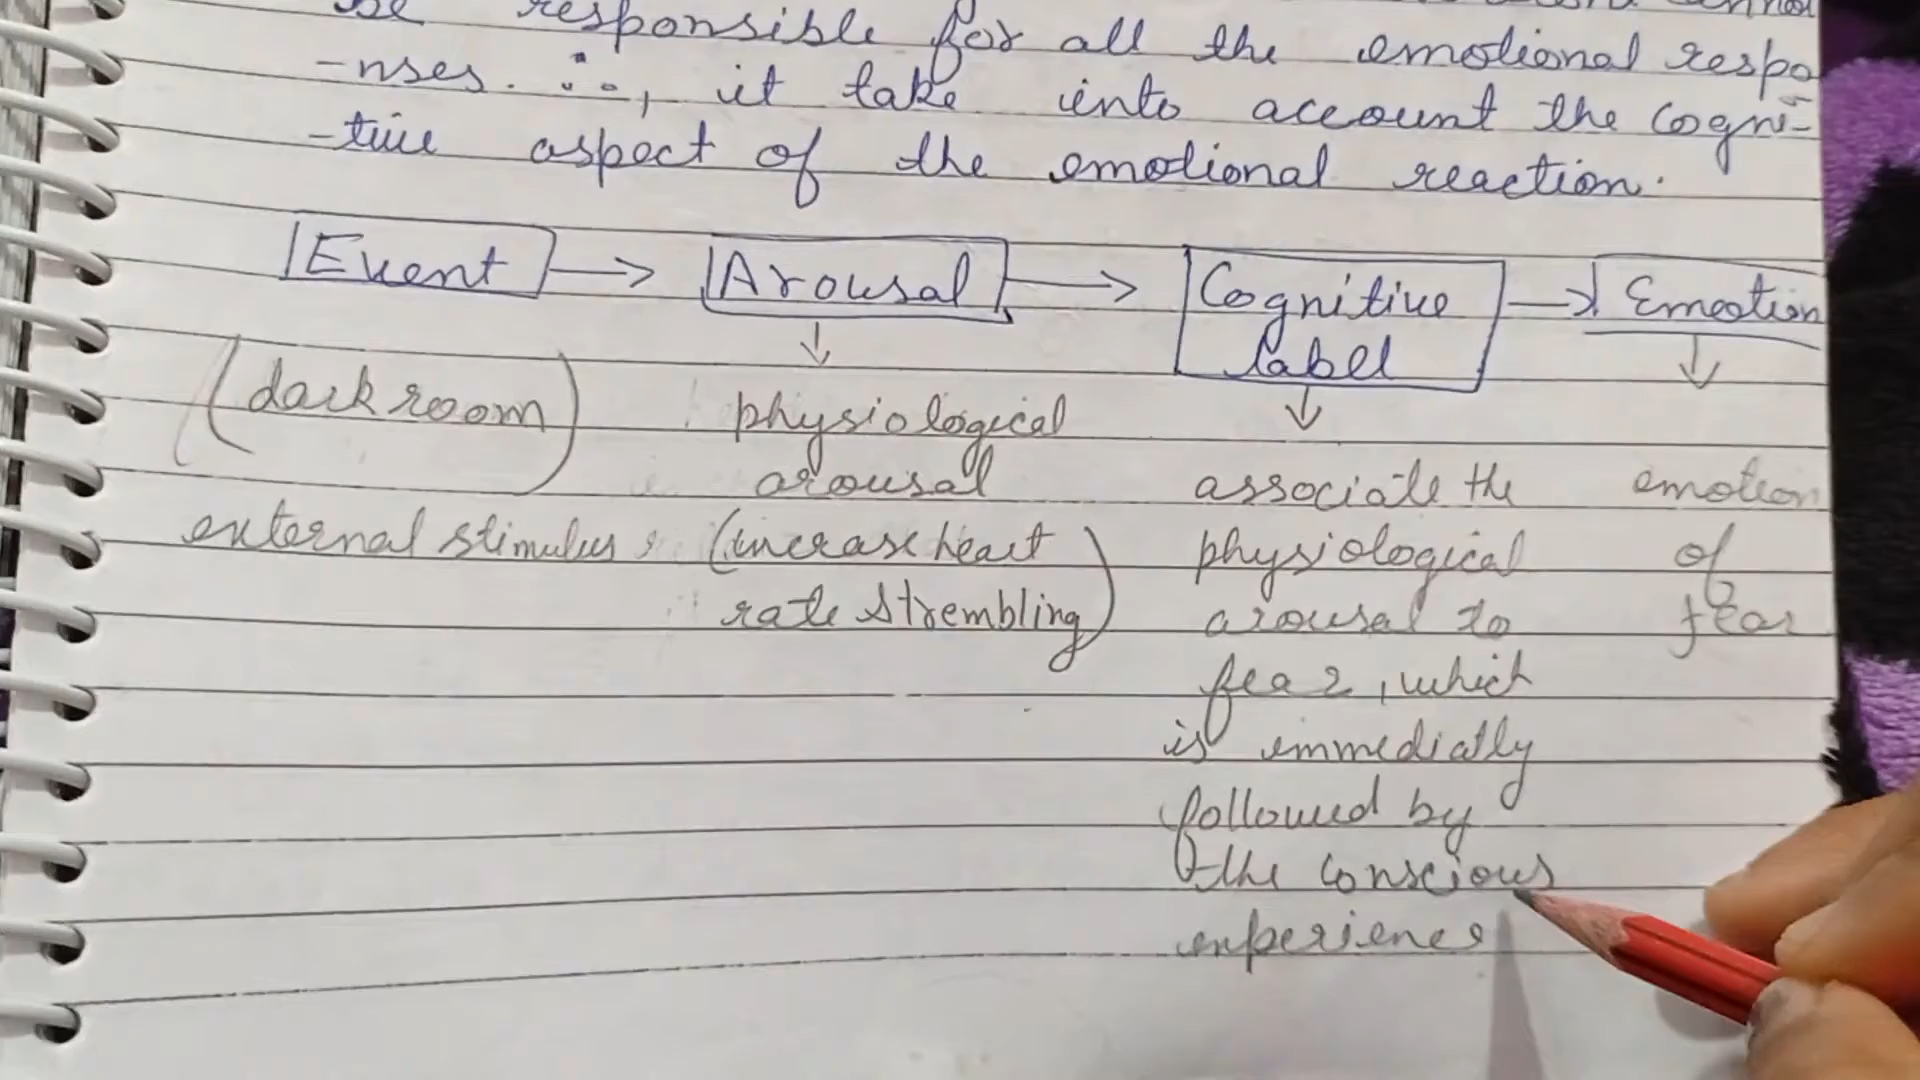 be responsible for all the emotional respo
-nses. ∴, it take into account the cogni-
-tive aspect of the emotional reaction.
Event → Arousal → Cognitive label → Emotion
(dark room)
external stimulus
physiological
arousal
(increase heart
rate & trembling)
associate the
physiological
arousal to
fear, which
is immediatly
followed by
the conscious
experience
emotion
of
fear